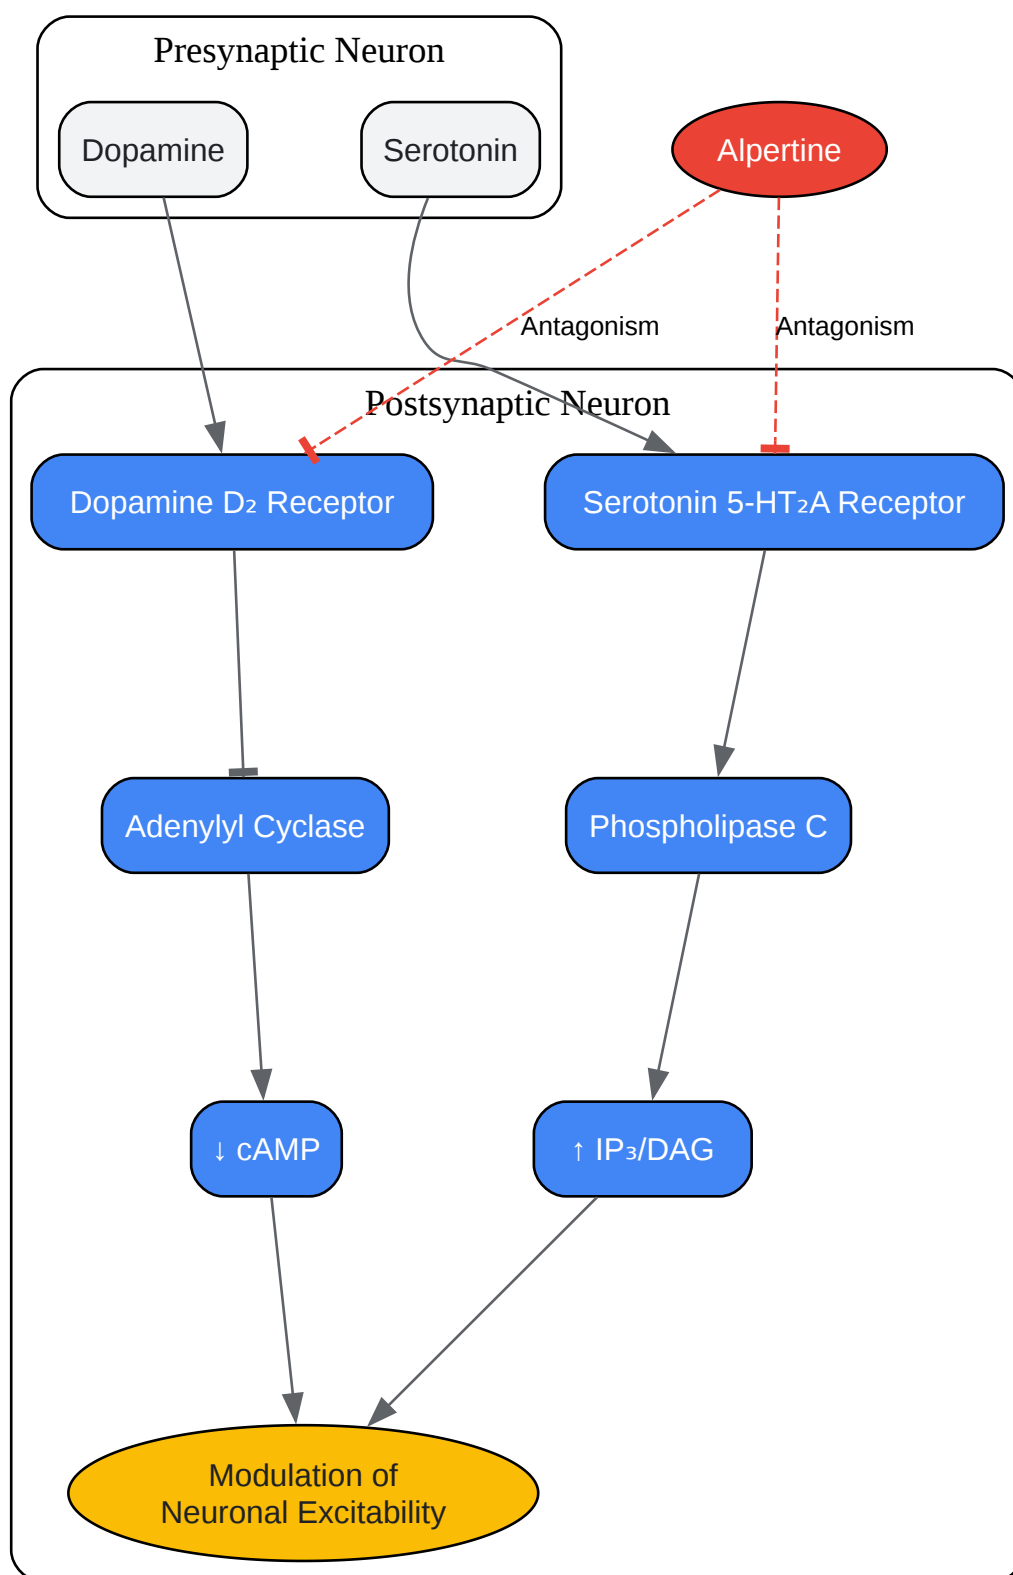 Presynaptic Neuron
Dopamine
Serotonin
Alpertine
Antagonism
Antagonism
Postsynaptic Neuron
Dopamine D₂ Receptor
Serotonin 5-HT₂A Receptor
Adenylyl Cyclase
Phospholipase C
↓ cAMP
↑ IP₃/DAG
Modulation of
Neuronal Excitability